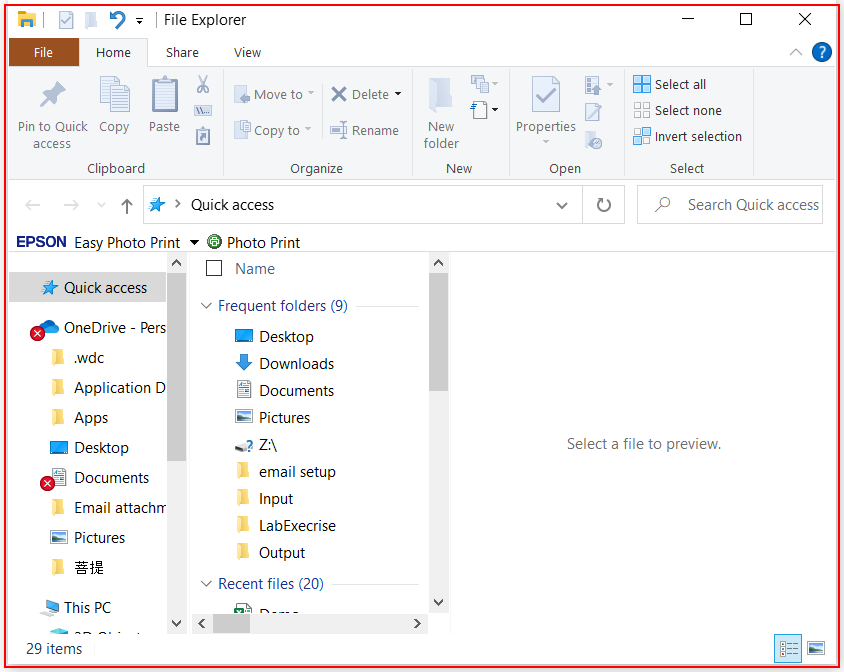 File Explorer
File Home Share View
?
Pin to Quick access
Copy
Paste
W...
Clipboard
Move to
Copy to
Delete
Rename
Organize
New folder
New
Properties
Open
Select all
Select none
Invert selection
Select
Quick access
Search Quick access
EPSON Easy Photo Print Photo Print
Quick access
OneDrive - Pers
.wdc
Application D
Apps
Desktop
Documents
Email attachm
Pictures
菩提
This PC
Name
Frequent folders (9)
Desktop
Downloads
Documents
Pictures
Z:\
email setup
Input
LabExecrise
Output
Recent files (20)
Select a file to preview.
29 items